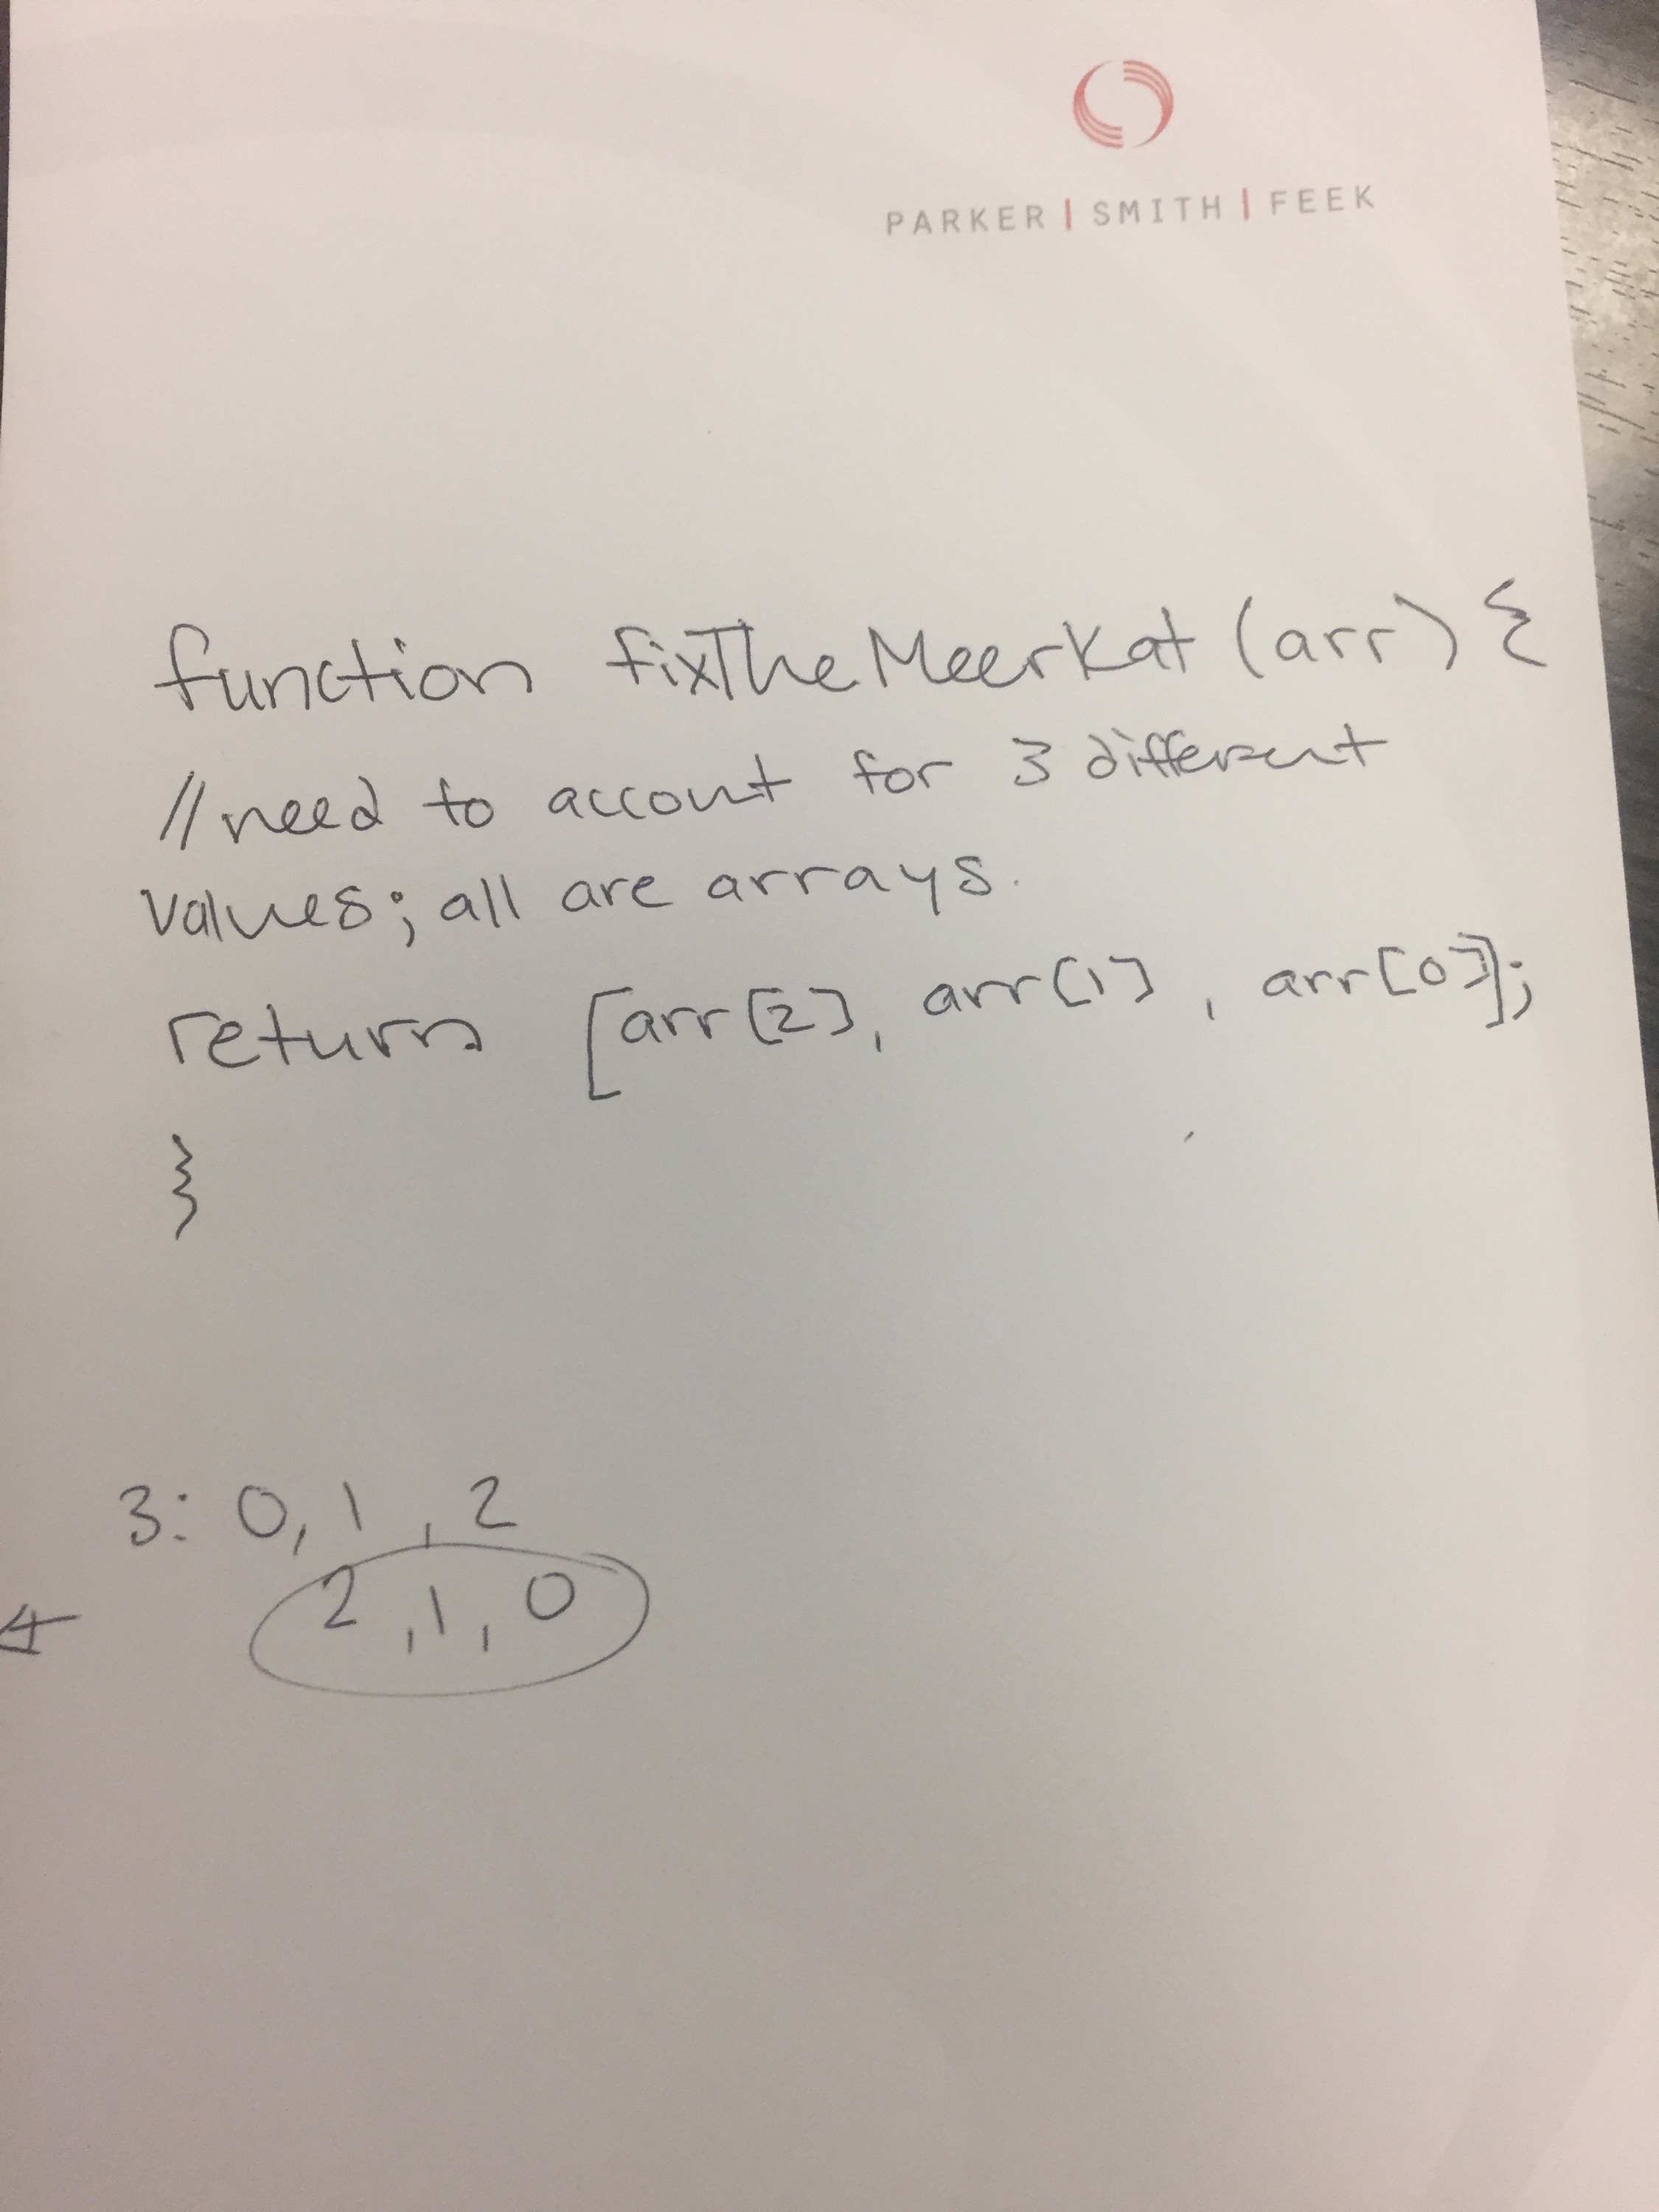 PARKER | SMITH | FEEK
function fixTheMeerkat (arr) {
//need to account for 3 different
values; all are arrays.
return [arr[2], arr[1], arr[0]];
}
3: 0, 1, 2
2, 1, 0